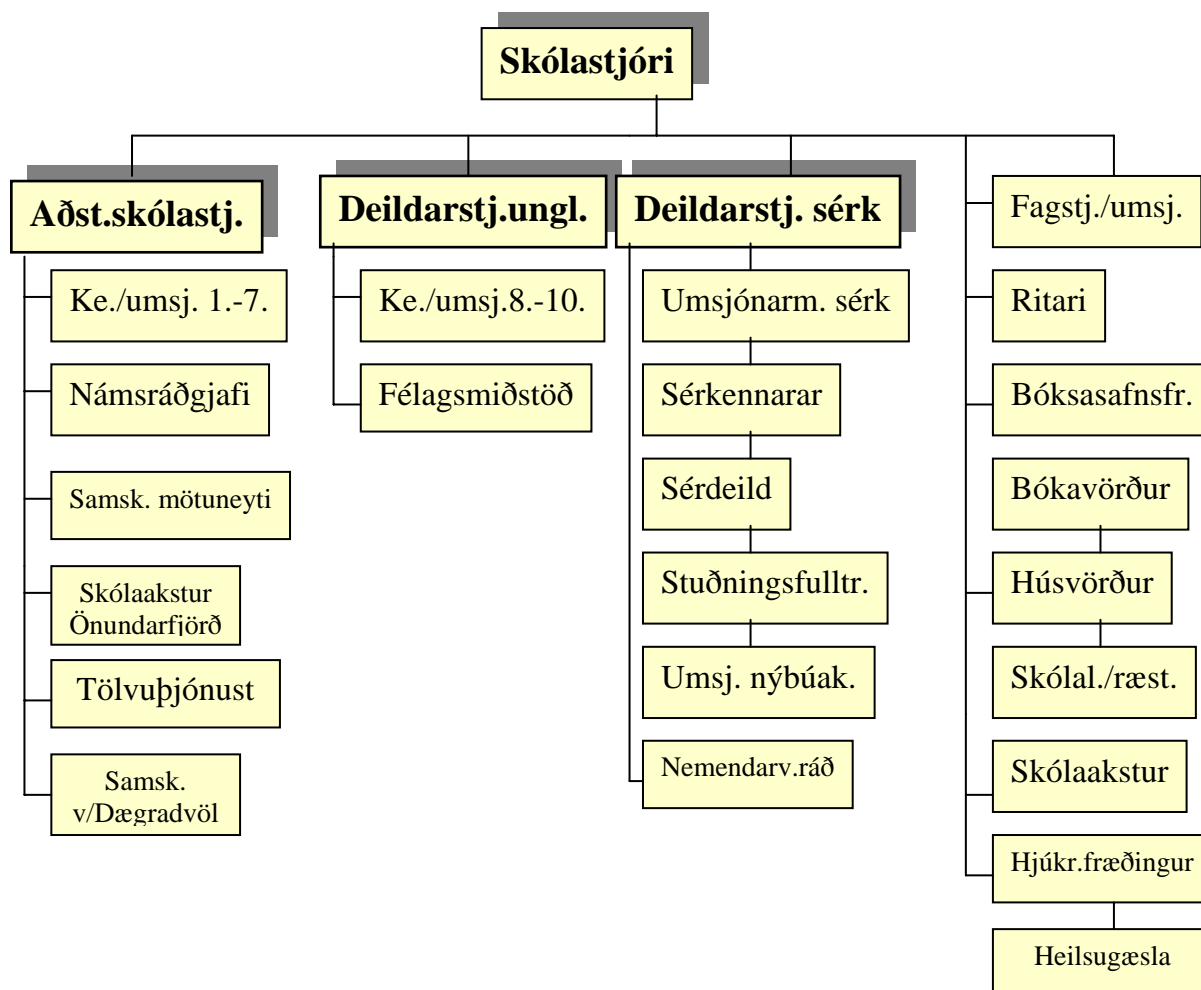 Skólastjóri
Aðst.skólastj.
Ke./umsj. 1.-7.
Námsráðgjafi
Samsk. mötuneyti
Skólaakstur
Önundarfjörð
Tölvuþjónust
Samsk.
v/Dægradvöl
Deildarstj.ungl.
Ke./umsj.8.-10.
Félagsmiðstöð
Deildarstj. sérk
Umsjónarm. sérk
Sérkennarar
Sérdeild
Stuðningsfulltr.
Umsj. nýbúak.
Nemendarv.ráð
Fagstj./umsj.
Ritari
Bóksasafnsfr.
Bókavörður
Húsvörður
Skólal./ræst.
Skólaakstur
Hjúkr.fræðingur
Heilsugæsla